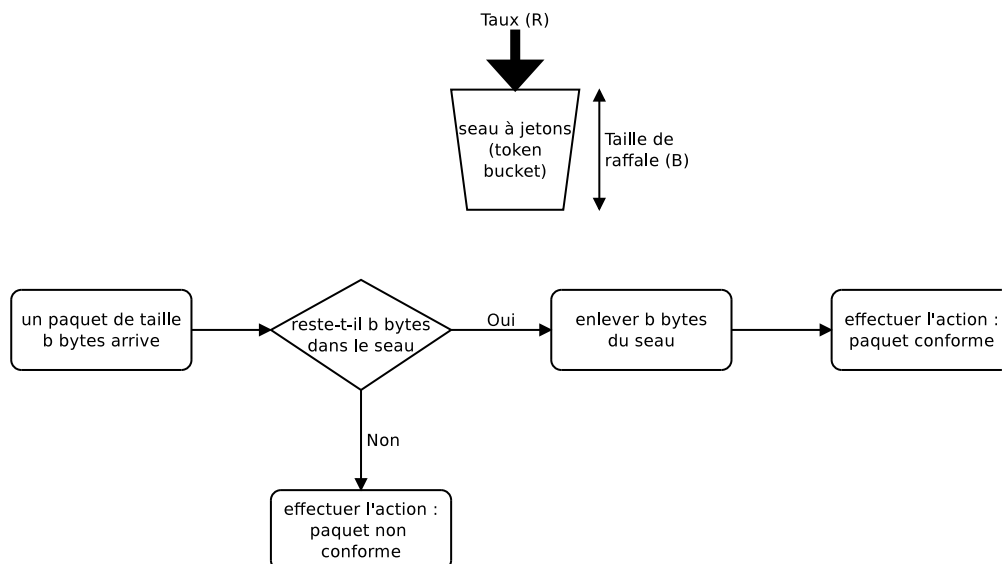 Taux (R)
seau à jetons
(token
bucket)
Taille de
raffale (B)
un paquet de taille
b bytes arrive
reste-t-il b bytes
dans le seau
Oui
enlever b bytes
du seau
effectuer l'action :
paquet conforme
Non
effectuer l'action :
paquet non
conforme